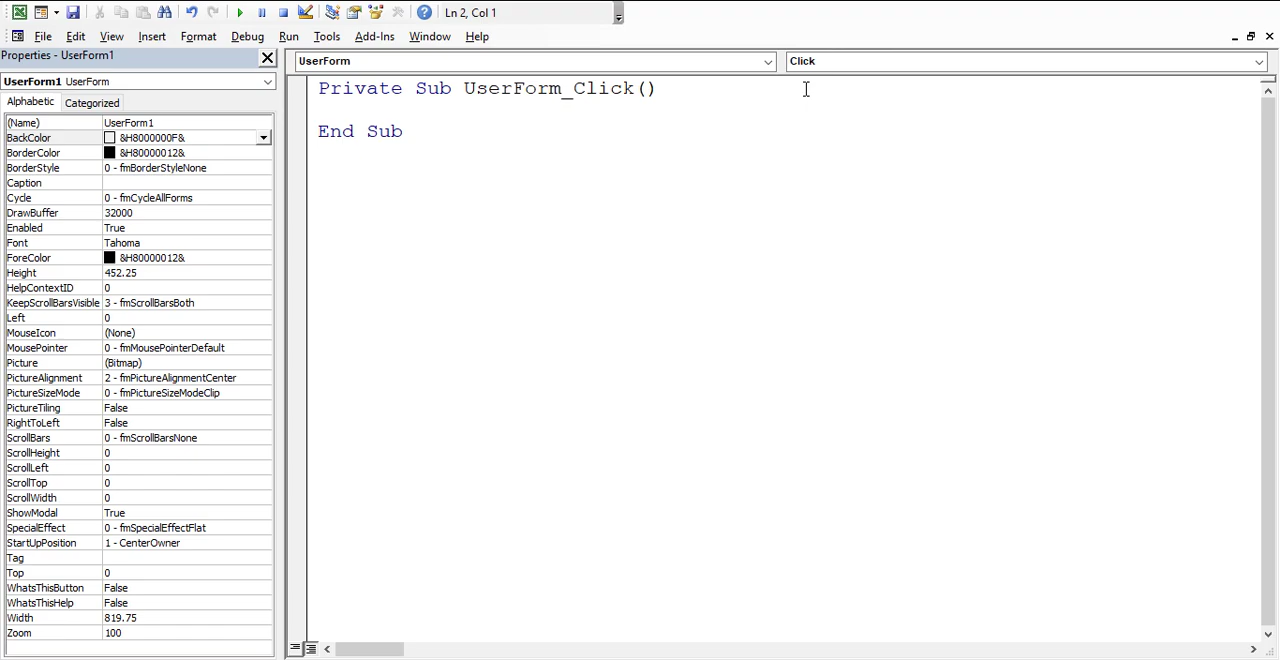 Ln 2, Col 1
File Edit View Insert Format Debug Run Tools Add-Ins Window Help
Properties - UserForm1
UserForm1 UserForm
Alphabetic Categorized
(Name) UserForm1
BackColor &H8000000F&
BorderColor &H80000012&
BorderStyle 0 - fmBorderStyleNone
Caption
Cycle 0 - fmCycleAllForms
DrawBuffer 32000
Enabled True
Font Tahoma
ForeColor &H80000012&
Height 452.25
HelpContextID 0
KeepScrollBarsVisible 3 - fmScrollBarsBoth
Left 0
MouseIcon (None)
MousePointer 0 - fmMousePointerDefault
Picture (Bitmap)
PictureAlignment 2 - fmPictureAlignmentCenter
PictureSizeMode 0 - fmPictureSizeModeClip
PictureTiling False
RightToLeft False
ScrollBars 0 - fmScrollBarsNone
ScrollHeight 0
ScrollLeft 0
ScrollTop 0
ScrollWidth 0
ShowModal True
SpecialEffect 0 - fmSpecialEffectFlat
StartUpPosition 1 - CenterOwner
Tag
Top 0
WhatsThisButton False
WhatsThisHelp False
Width 819.75
Zoom 100
UserForm
Click
Private Sub UserForm_Click()
End Sub